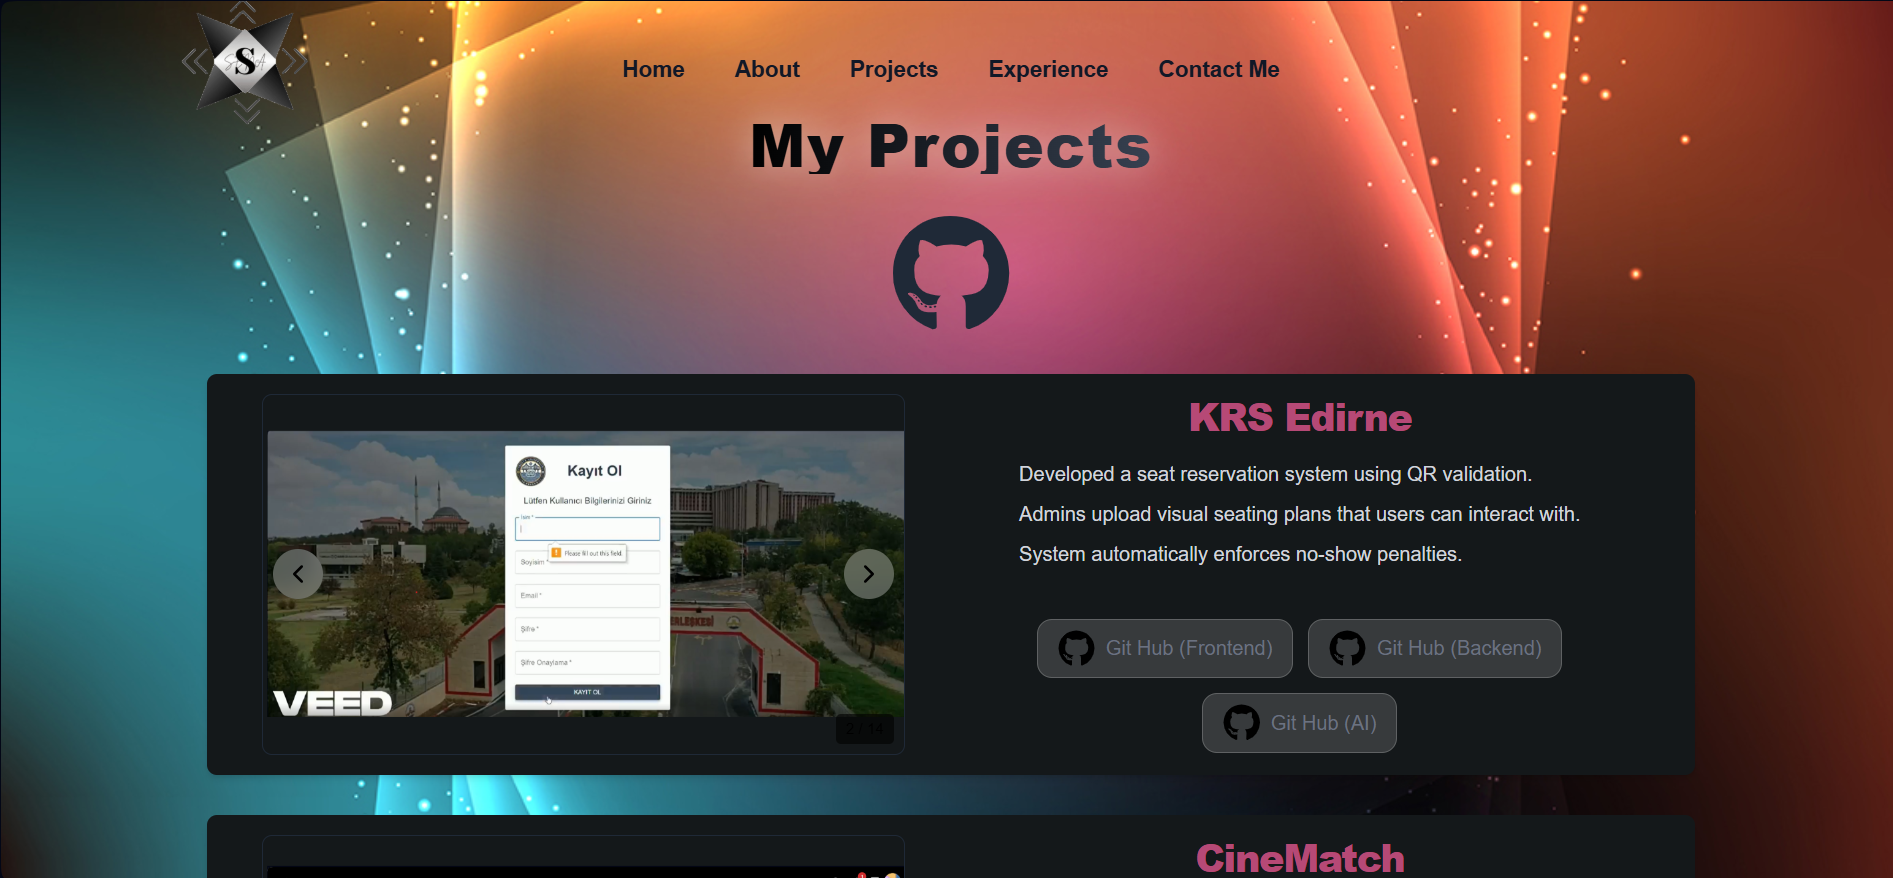 S
Home
About
Projects
Experience
Contact Me
My Projects
Kayıt Ol
Lütfen Kullanıcı Bilgilerinizi Giriniz
İsim *
Please fill out this field.
Soyisim *
Email *
Şifre *
Şifre Onaylama *
KAYIT OL
VEED
2 / 14
KRS Edirne
Developed a seat reservation system using QR validation.
Admins upload visual seating plans that users can interact with.
System automatically enforces no-show penalties.
Git Hub (Frontend)
Git Hub (Backend)
Git Hub (AI)
CineMatch